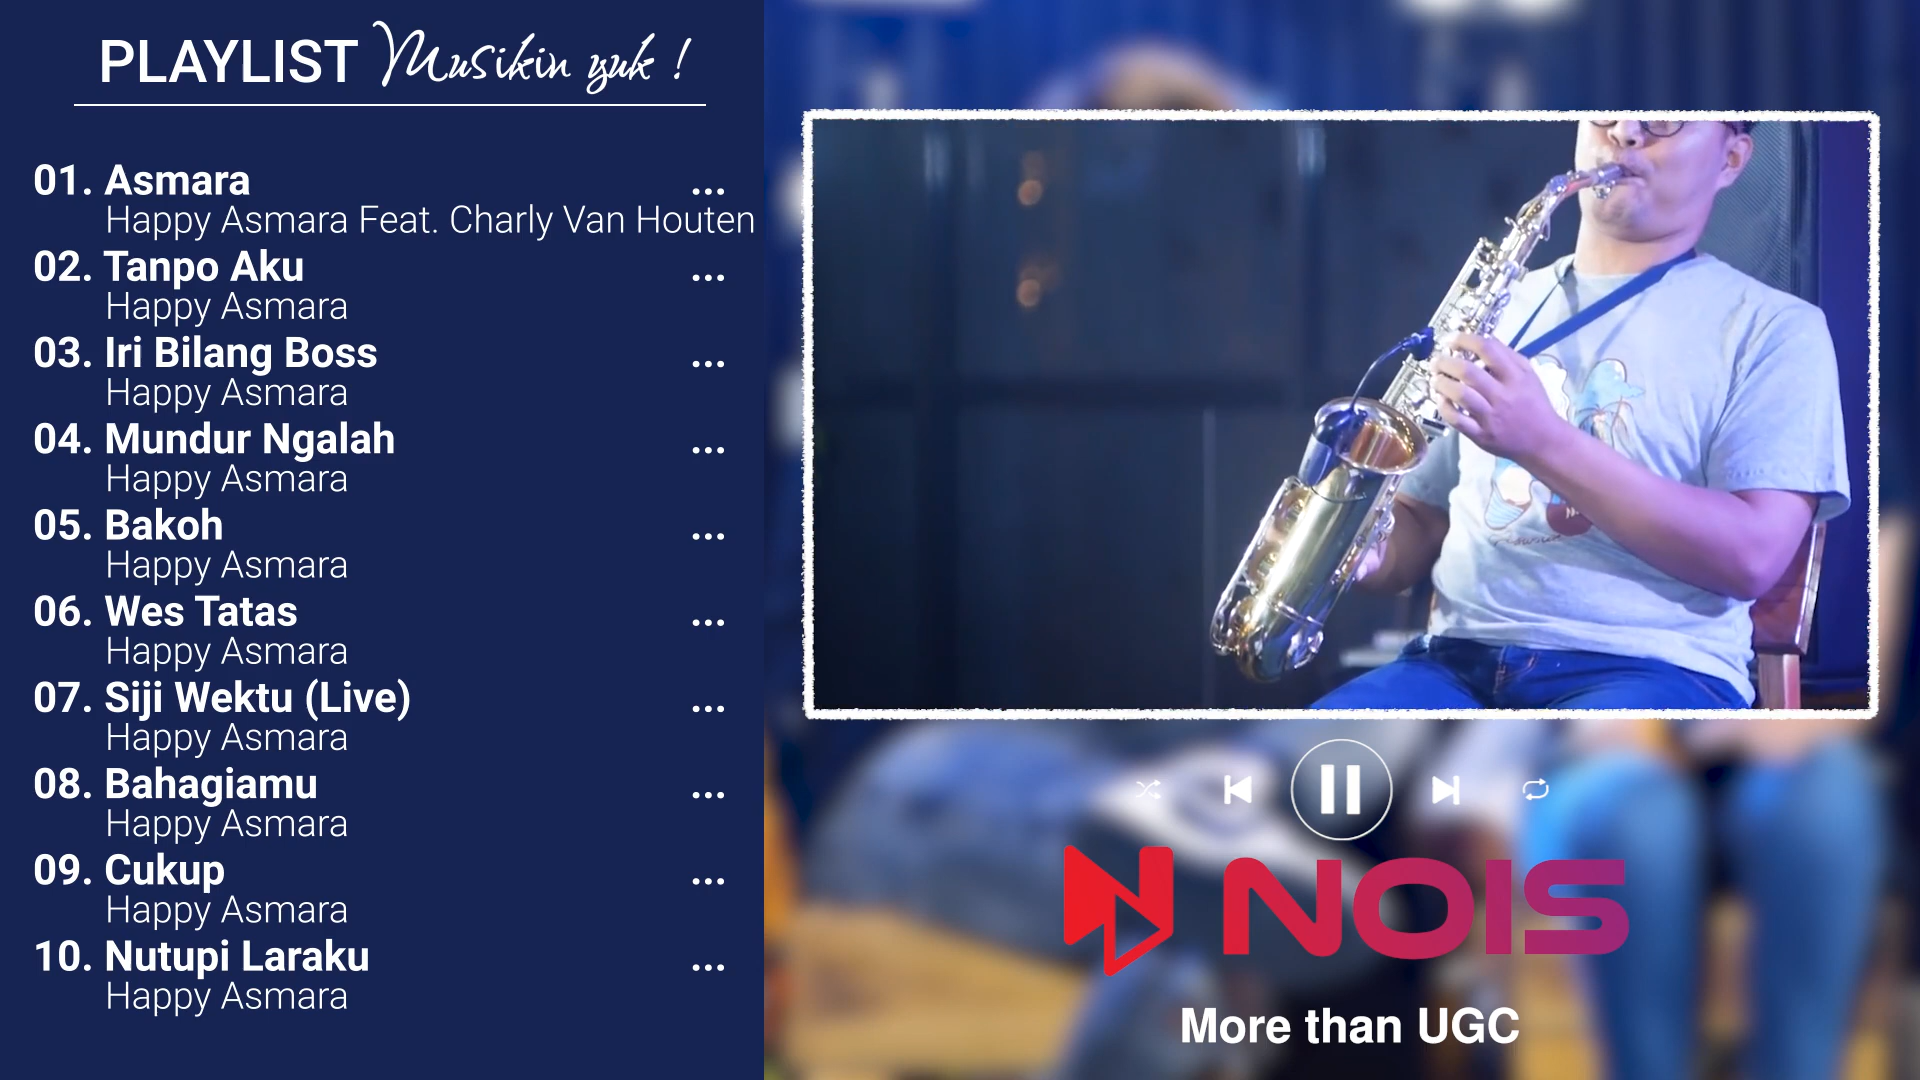 PLAYLIST Musikin yuk !
01. Asmara ...
Happy Asmara Feat. Charly Van Houten
02. Tanpo Aku ...
Happy Asmara
03. Iri Bilang Boss ...
Happy Asmara
04. Mundur Ngalah ...
Happy Asmara
05. Bakoh ...
Happy Asmara
06. Wes Tatas ...
Happy Asmara
07. Siji Wektu (Live) ...
Happy Asmara
08. Bahagiamu ...
Happy Asmara
09. Cukup ...
Happy Asmara
10. Nutupi Laraku ...
Happy Asmara
NOIS
More than UGC